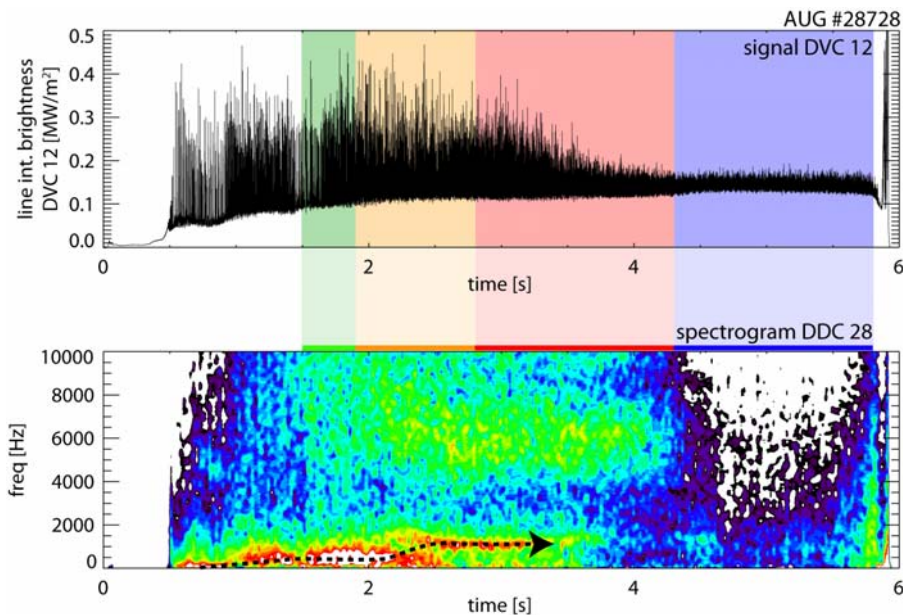 AUG #28728
signal DVC 12
line int. brightness
DVC 12 [MW/m²]
0.5
0.4
0.3
0.2
0.1
0.0
0 2 4 6
time [s]
spectrogram DDC 28
freq [Hz]
10000
8000
6000
4000
2000
0
0 2 4 6
time [s]